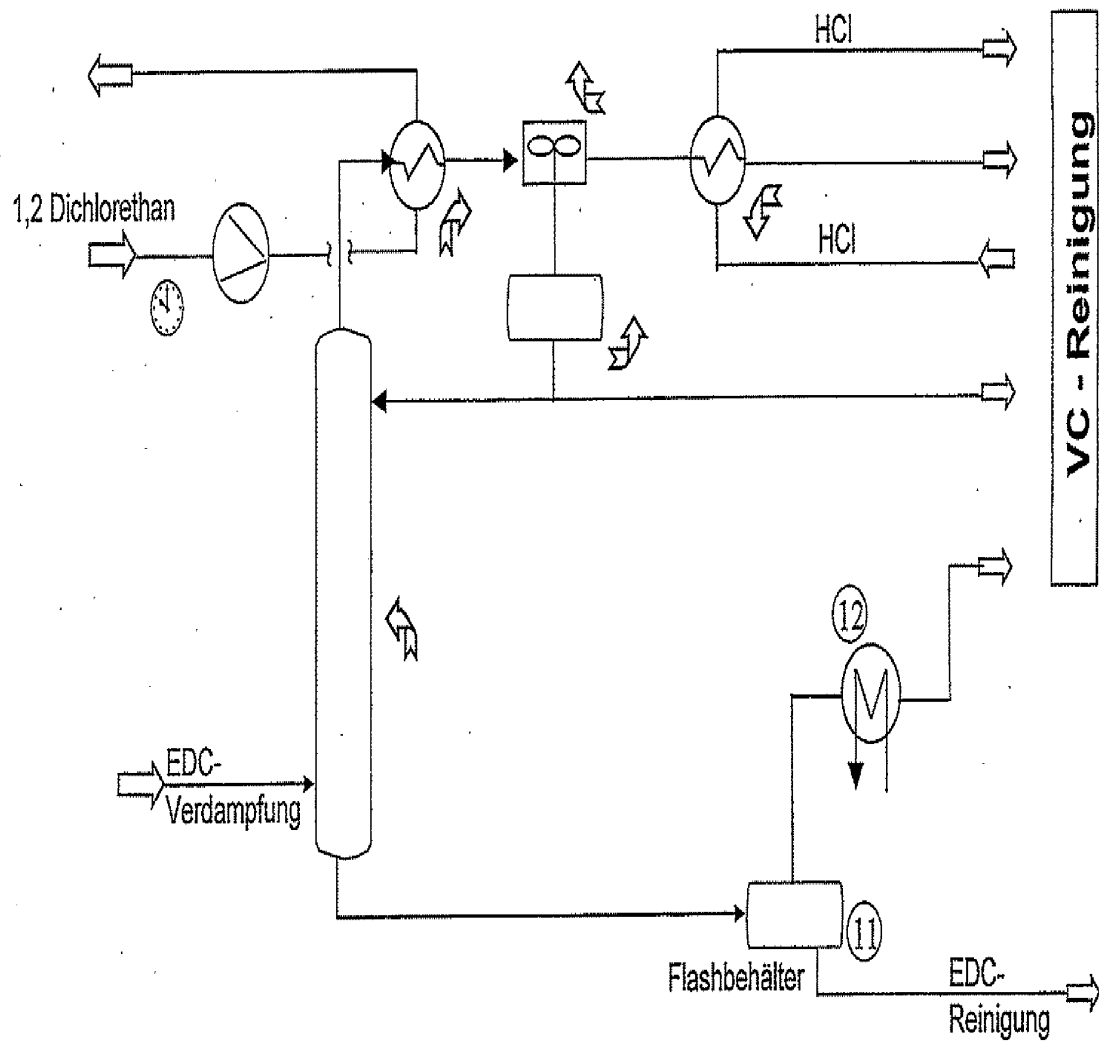 HCl
1,2 Dichlorethan
HCl
VC - Reinigung
12
EDC-
Verdampfung
11
Flashbehälter
EDC-
Reinigung